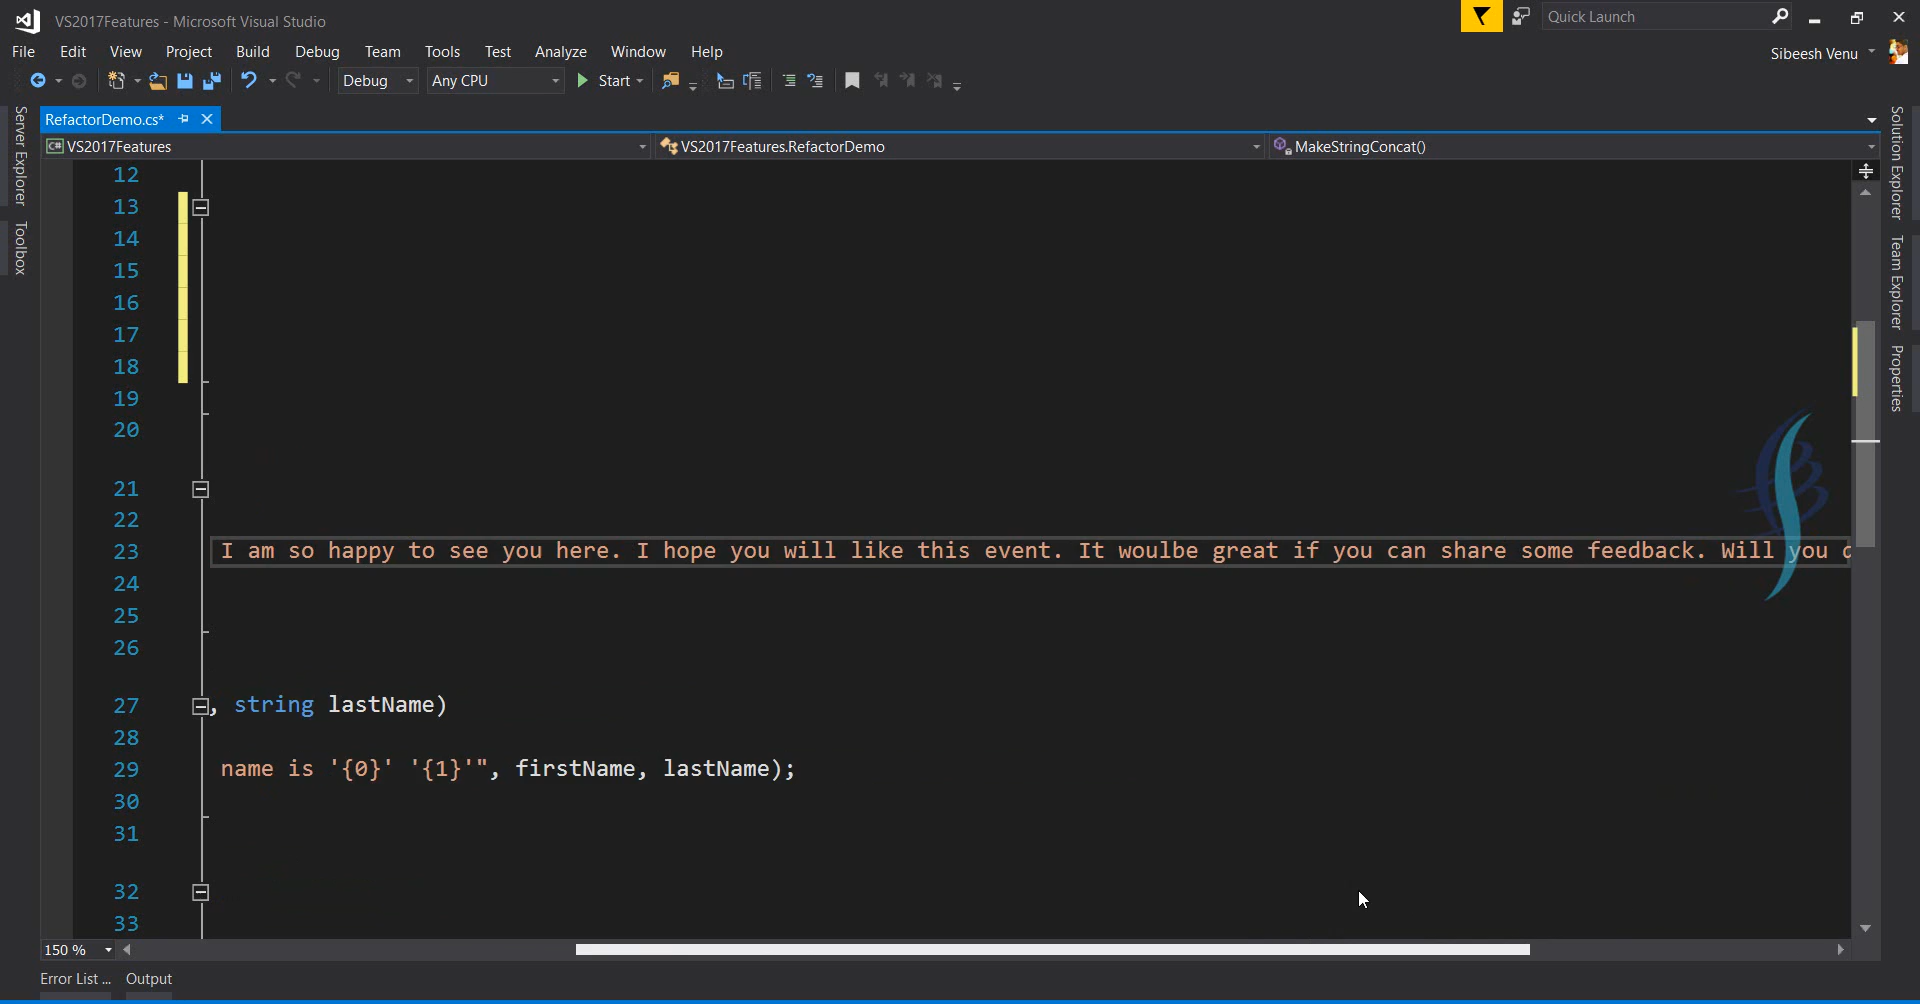 VS2017Features - Microsoft Visual Studio
Quick Launch
File Edit View Project Build Debug Team Tools Test Analyze Window Help
Sibeesh Venu
Debug Any CPU Start
Server Explorer
Toolbox
RefactorDemo.cs*
C# VS2017Features
VS2017Features.RefactorDemo
MakeStringConcat()
12
13
14
15
16
17
18
19
20
21
22
23 I am so happy to see you here. I hope you will like this event. It woulbe great if you can share some feedback. Will you
24
25
26
27 , string lastName)
28
29 name is '{0}' '{1}'", firstName, lastName);
30
31
32
33
150 %
Error List ... Output
Solution Explorer
Team Explorer
Properties